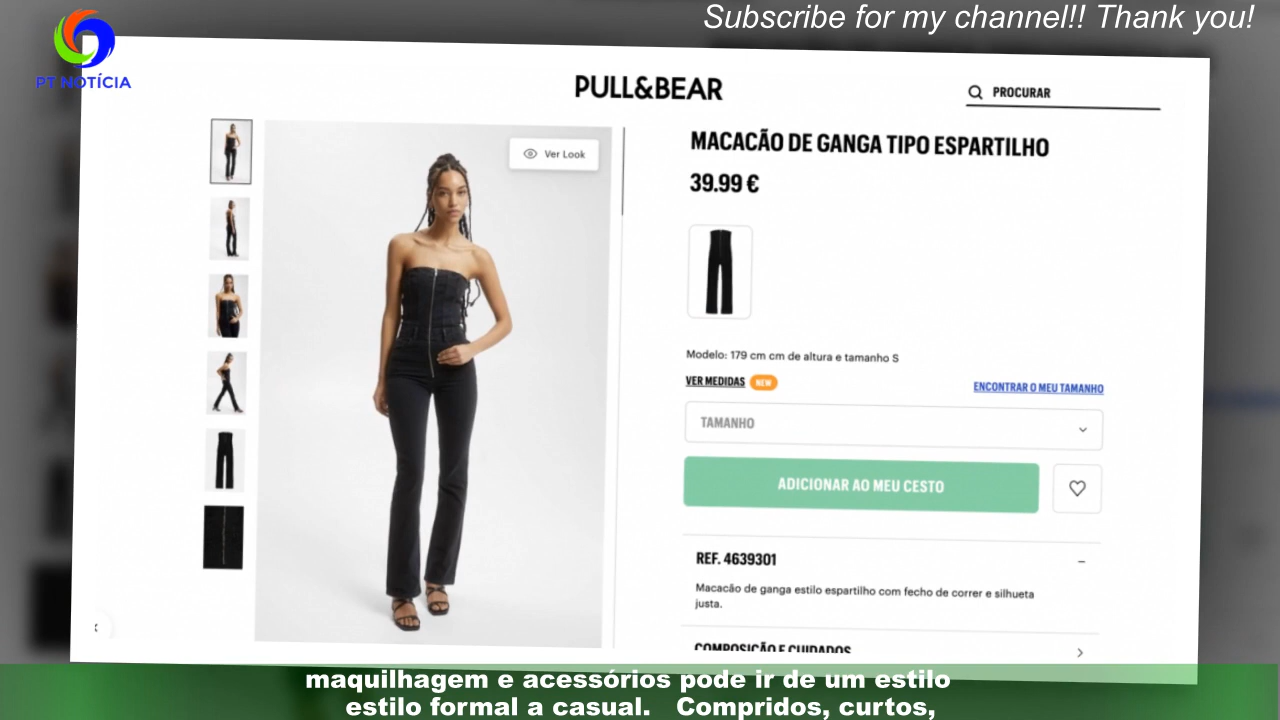 Subscribe for my channel!! Thank you!
PT NOTÍCIA
PULL&BEAR
PROCURAR
Ver Look
MACACÃO DE GANGA TIPO ESPARTILHO
39.99 €
Modelo: 179 cm cm de altura e tamanho S
VER MEDIDAS NEW
ENCONTRAR O MEU TAMANHO
TAMANHO
ADICIONAR AO MEU CESTO
REF. 4639301
Macacão de ganga estilo espartilho com fecho de correr e silhueta
justa.
COMPOSIÇÃO E CUIDADOS
maquilhagem e acessórios pode ir de um estilo
estilo formal a casual. Compridos, curtos,